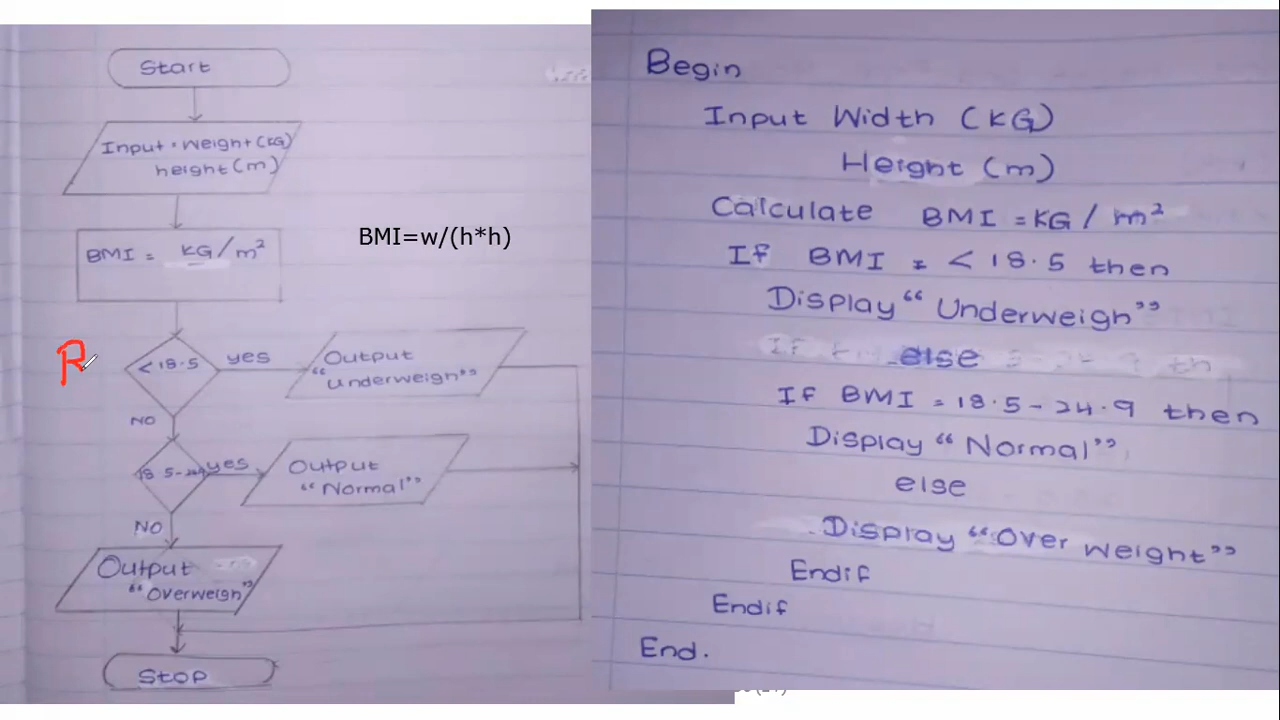 Start
Input · Weight (KG)
height (m)
BMI = KG/m²
BMI=w/(h*h)
R
<18.5
yes
Output
"Underweigh"
NO
yes
Output
"Normal"
NO
Output
"Overweigh"
Stop
Begin
Input Width (KG)
Height (m)
Calculate BMI = KG / m²
If BMI = < 18.5 then
Display "Underweigh"
else
If BMI = 18.5 - 24.9 then
Display "Normal"
else
Display "Over weight"
Endif
Endif
End.